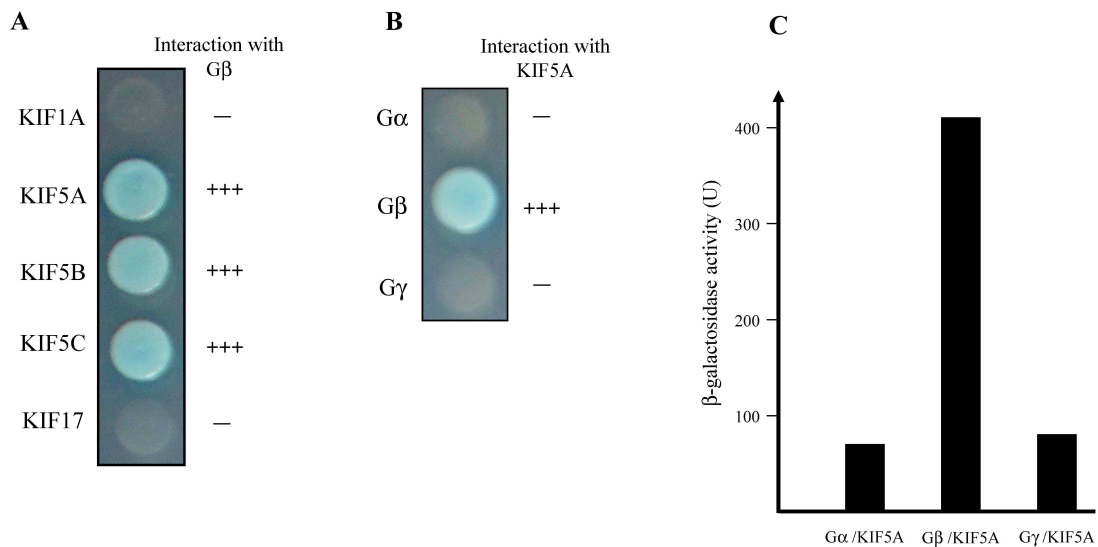 A
Interaction with
Gβ
KIF1A —
KIF5A +++
KIF5B +++
KIF5C +++
KIF17 —
B
Interaction with
KIF5A
Gα —
Gβ +++
Gγ —
C
β-galactosidase activity (U)
400
300
200
100
Gα /KIF5A Gβ /KIF5A Gγ /KIF5A